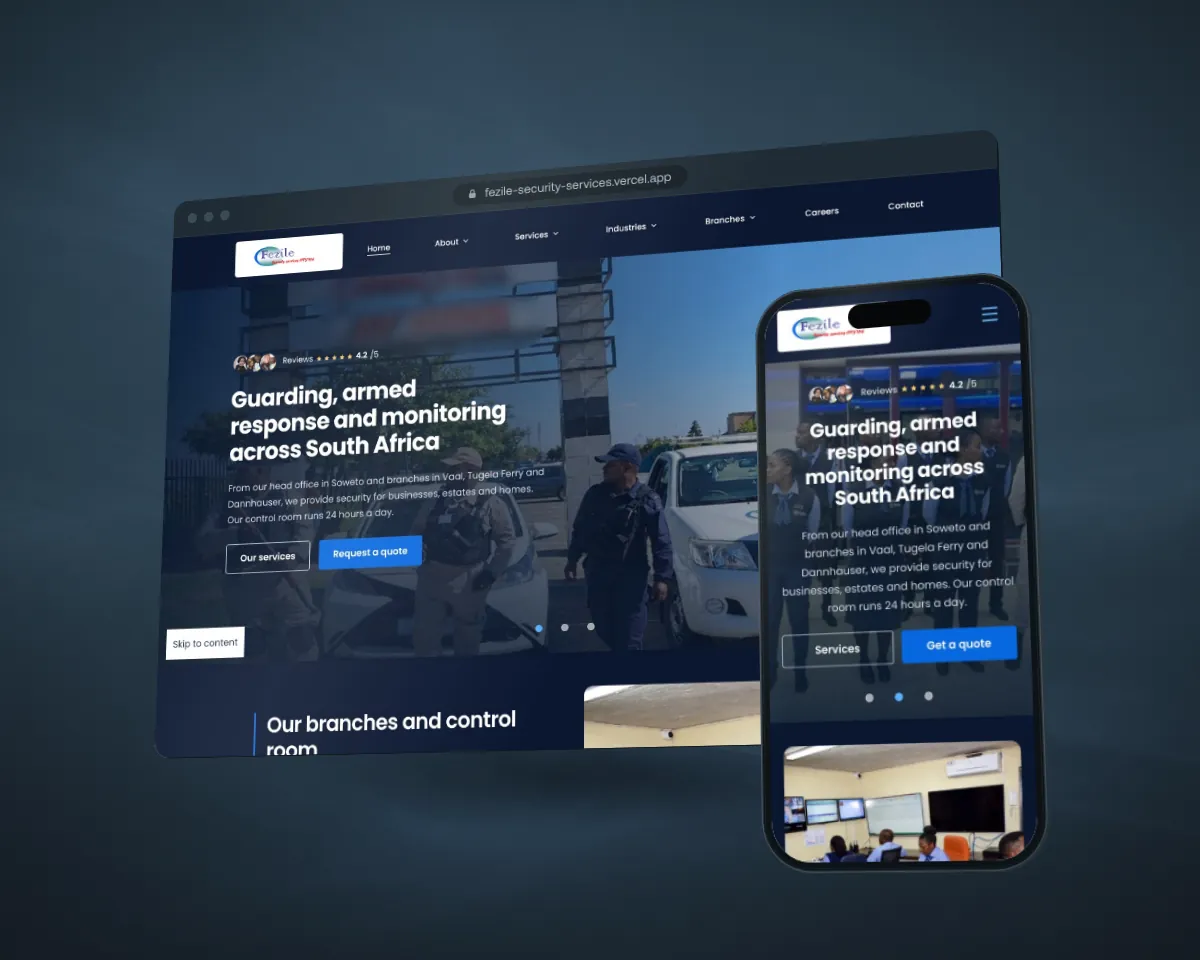 fezile-security-services.vercel.app
Fezile
Home
About
Services
Industries
Branches
Careers
Contact
Reviews ★★★★★ 4.2 /5
Guarding, armed
response and monitoring
across South Africa
From our head office in Soweto and branches in Vaal, Tugela Ferry and
Dannhauser, we provide security for businesses, estates and homes.
Our control room runs 24 hours a day.
Our services
Request a quote
Skip to content
Our branches and control
room
Fezile
Reviews ★★★★★ 4.2 /5
Guarding, armed
response and
monitoring across
South Africa
From our head office in Soweto and
branches in Vaal, Tugela Ferry and
Dannhauser, we provide security for
businesses, estates and homes. Our control
room runs 24 hours a day.
Services
Get a quote